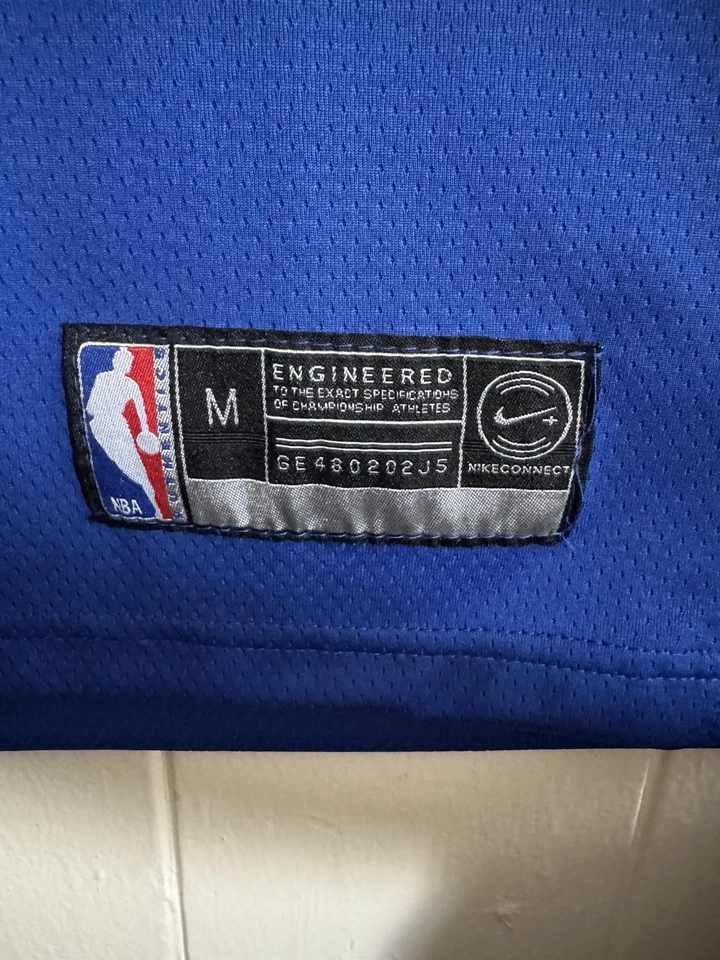 NBA
AUTHENTICS
M
ENGINEERED
TO THE EXACT SPECIFICATIONS
OF CHAMPIONSHIP ATHLETES
GE480202J5
NIKECONNECT